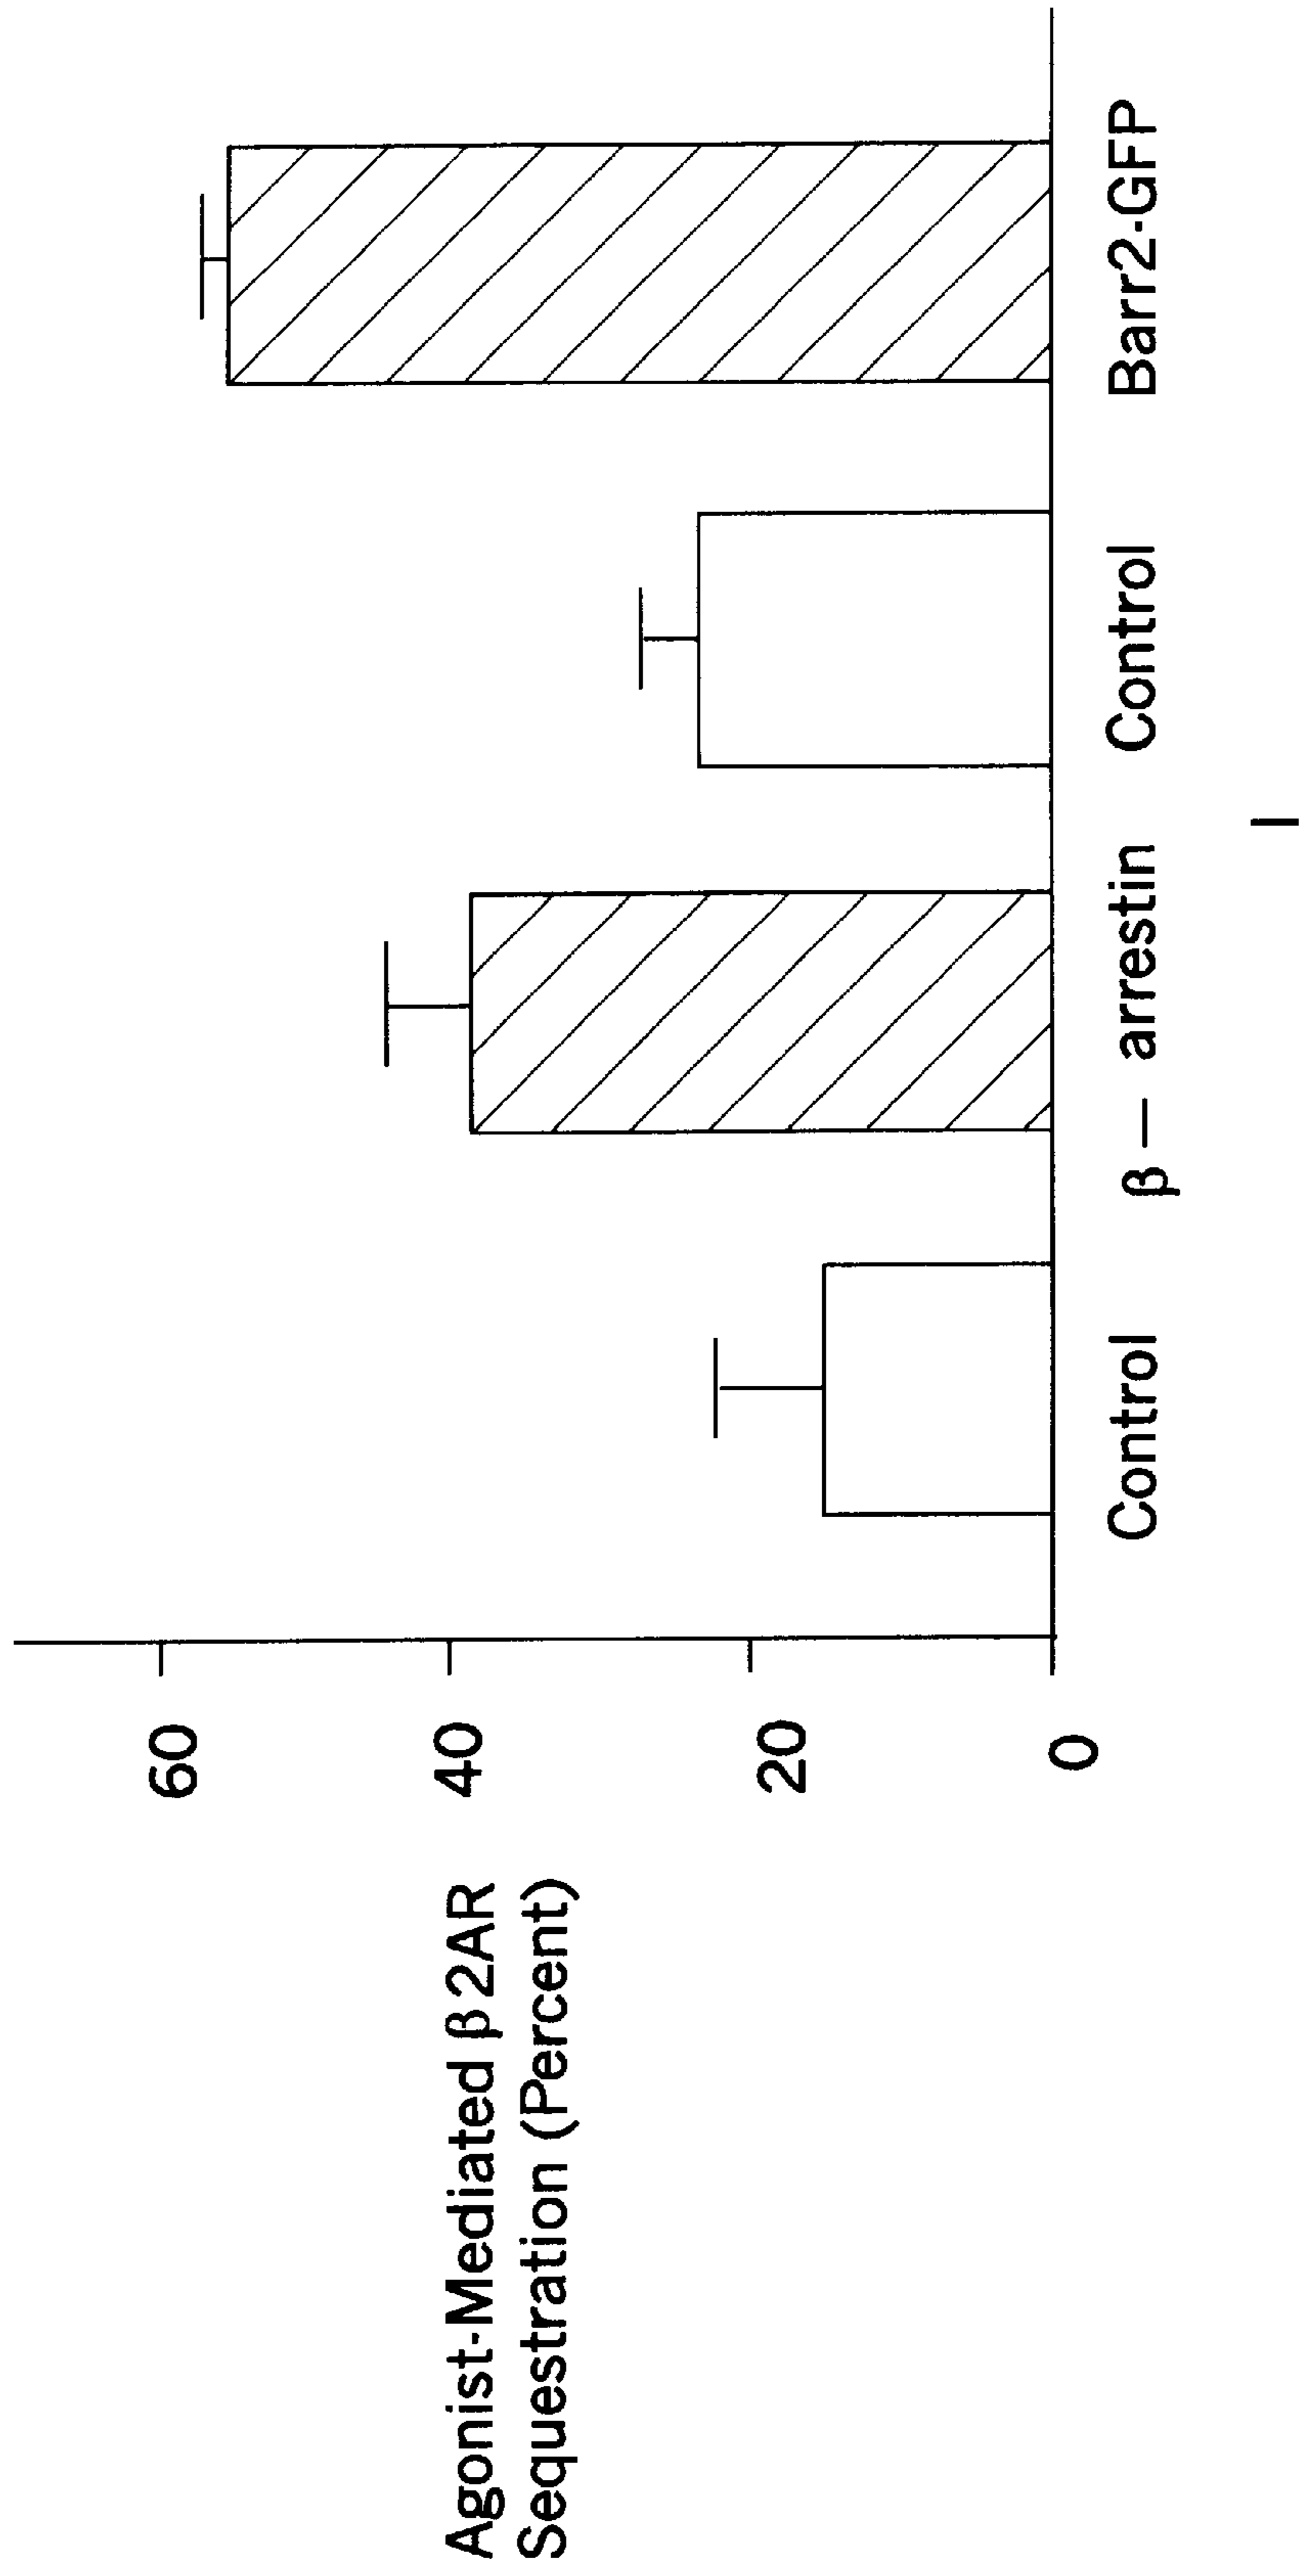 Agonist-Mediated β2AR
Sequestration (Percent)
60
40
20
0
Control
β – arrestin
Control
Barr2-GFP